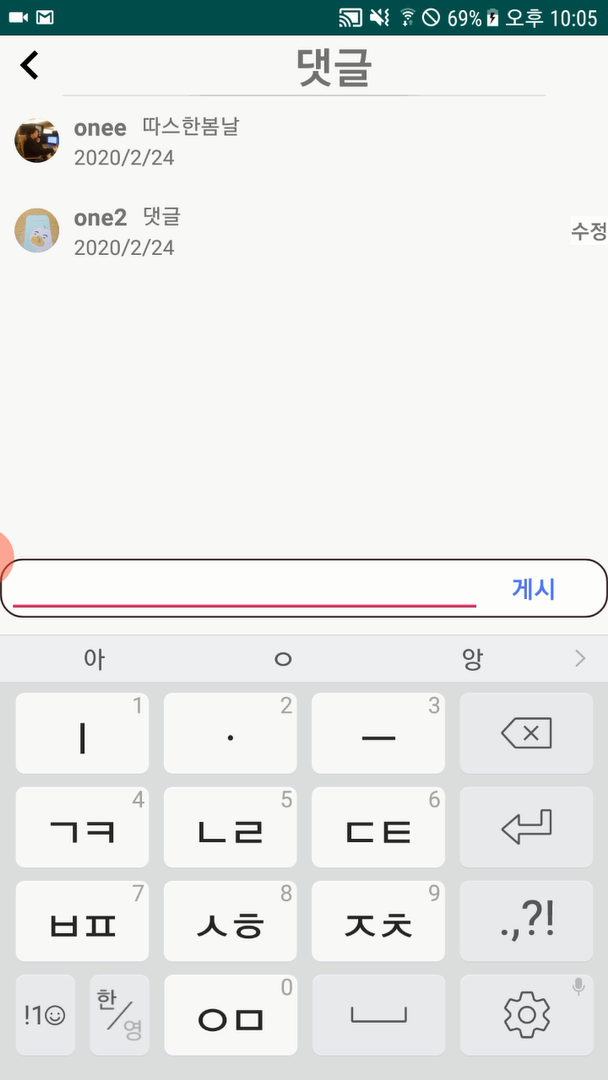 69% 오후 10:05
댓글
onee 따스한봄날
2020/2/24
one2 댓글
2020/2/24
수정
게시
아 ㅇ 앙
ㅣ 1 · 2 ㅡ 3
ㄱㅋ 4 ㄴㄹ 5 ㄷㅌ 6
ㅂㅍ 7 ㅅㅎ 8 ㅈㅊ 9 .,?!
!1☺ 한/영 ㅇㅁ 0